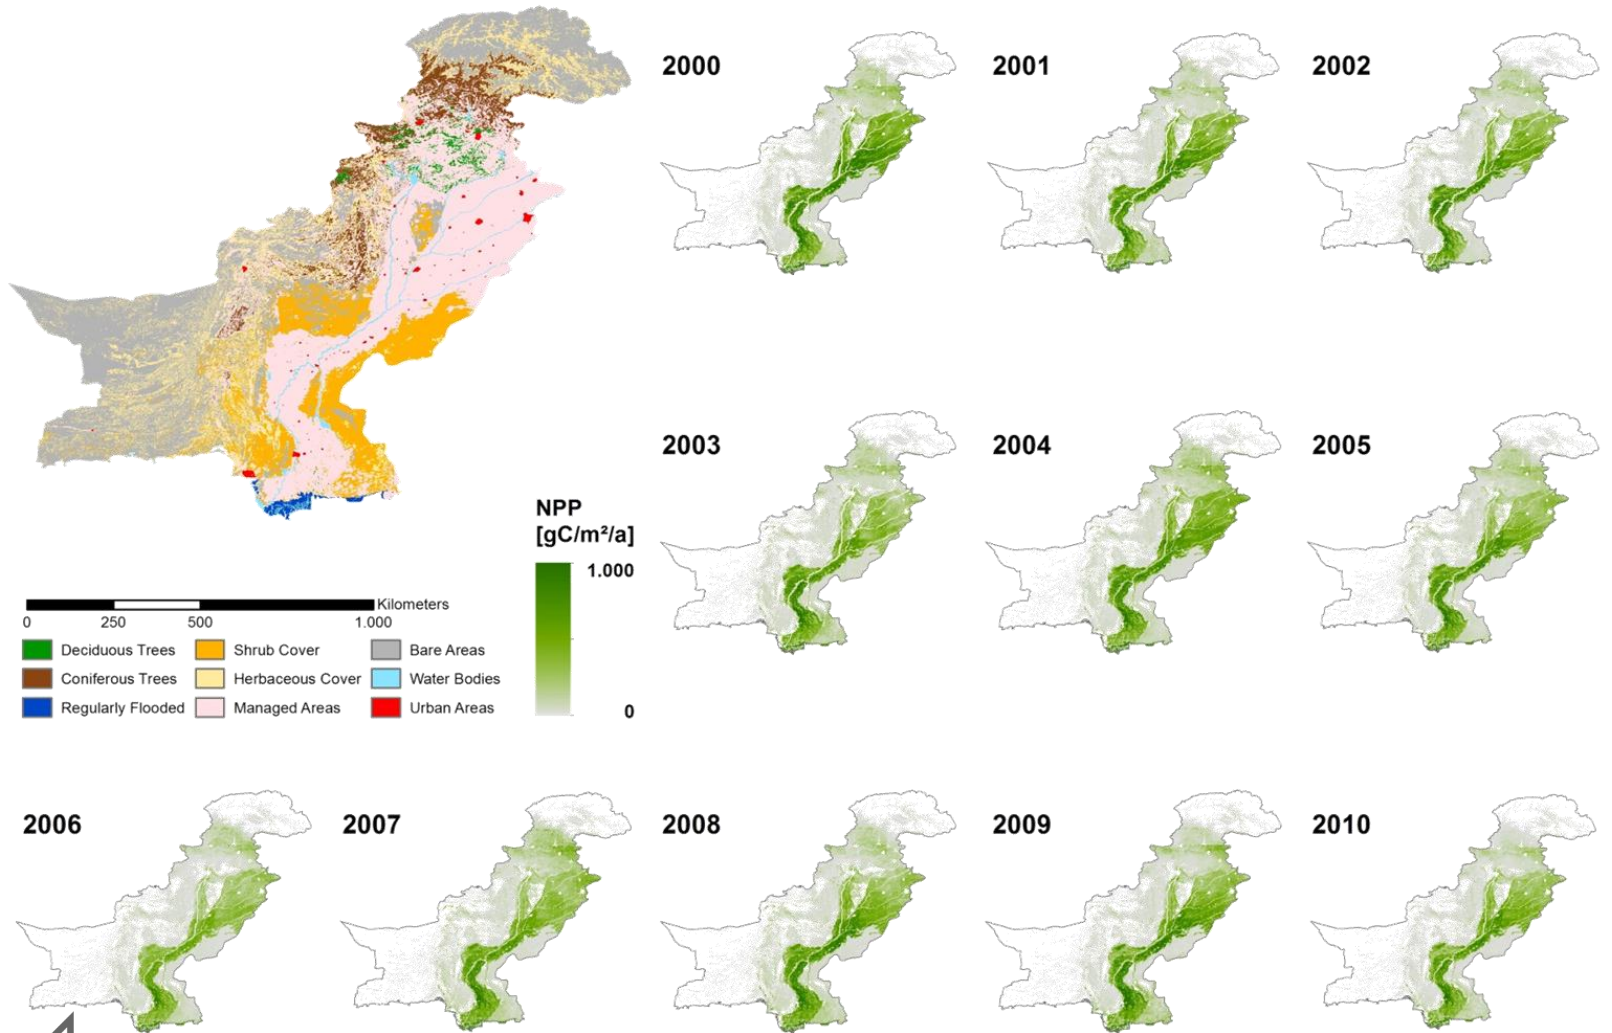 2000
2001
2002
2003
2004
2005
NPP
[gC/m²/a]
1.000
0
Kilometers
0 250 500 1.000
Deciduous Trees Shrub Cover Bare Areas
Coniferous Trees Herbaceous Cover Water Bodies
Regularly Flooded Managed Areas Urban Areas
2006
2007
2008
2009
2010